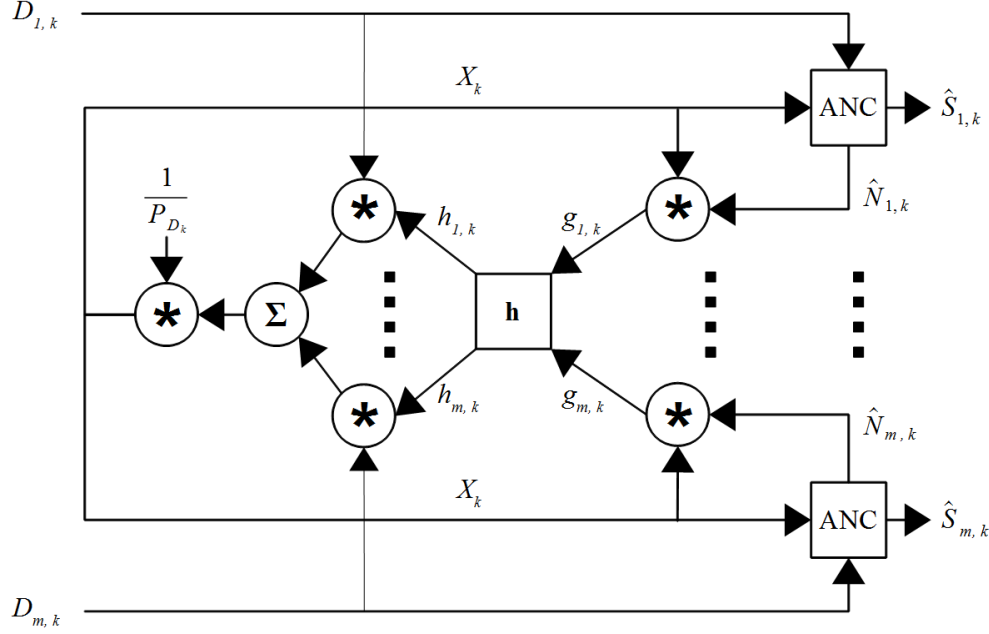 D_{1,k}
X_k
ANC
Ŝ_{1,k}
1
P_{D_k}
*
h_{1,k}
g_{1,k}
*
N̂_{1,k}
*
Σ
h
*
h_{m,k}
g_{m,k}
*
N̂_{m,k}
X_k
ANC
Ŝ_{m,k}
D_{m,k}